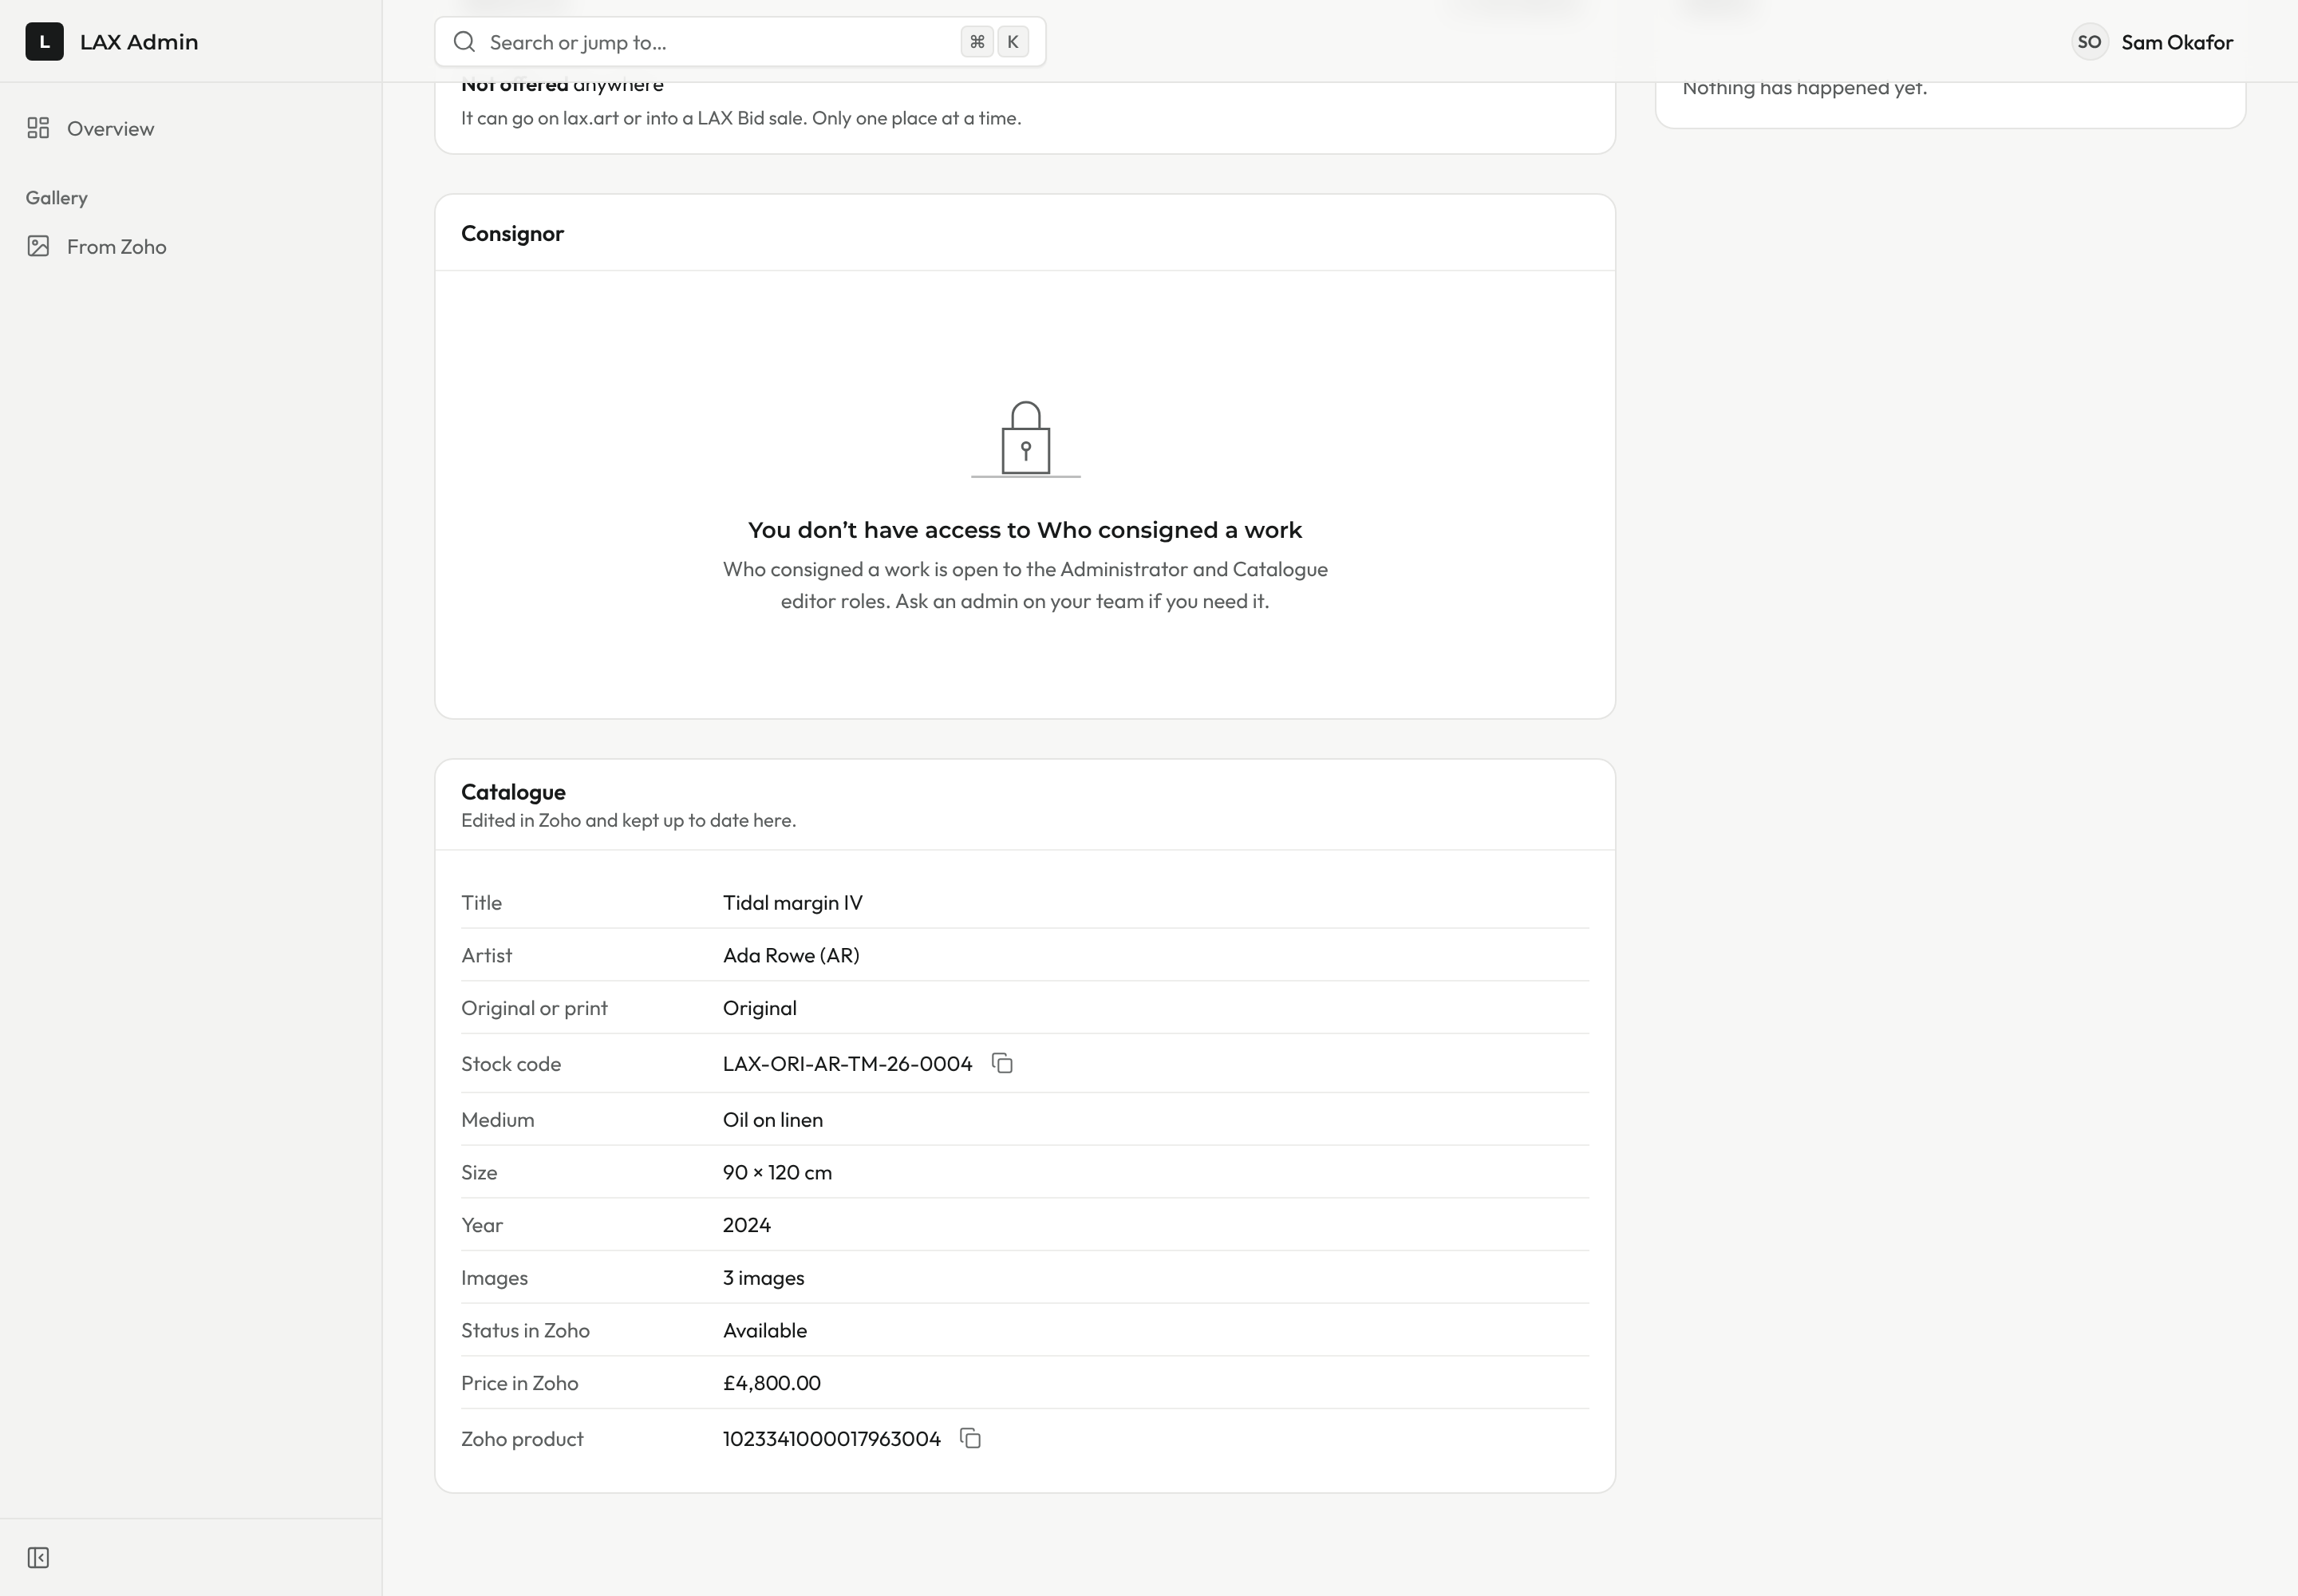 L LAX Admin
Search or jump to...
⌘ K
SO Sam Okafor
Overview
Gallery
From Zoho
Not offered anywhere
It can go on lax.art or into a LAX Bid sale. Only one place at a time.
Nothing has happened yet.
Consignor
You don’t have access to Who consigned a work
Who consigned a work is open to the Administrator and Catalogue
editor roles. Ask an admin on your team if you need it.
Catalogue
Edited in Zoho and kept up to date here.
Title Tidal margin IV
Artist Ada Rowe (AR)
Original or print Original
Stock code LAX-ORI-AR-TM-26-0004
Medium Oil on linen
Size 90 × 120 cm
Year 2024
Images 3 images
Status in Zoho Available
Price in Zoho £4,800.00
Zoho product 1023341000017963004